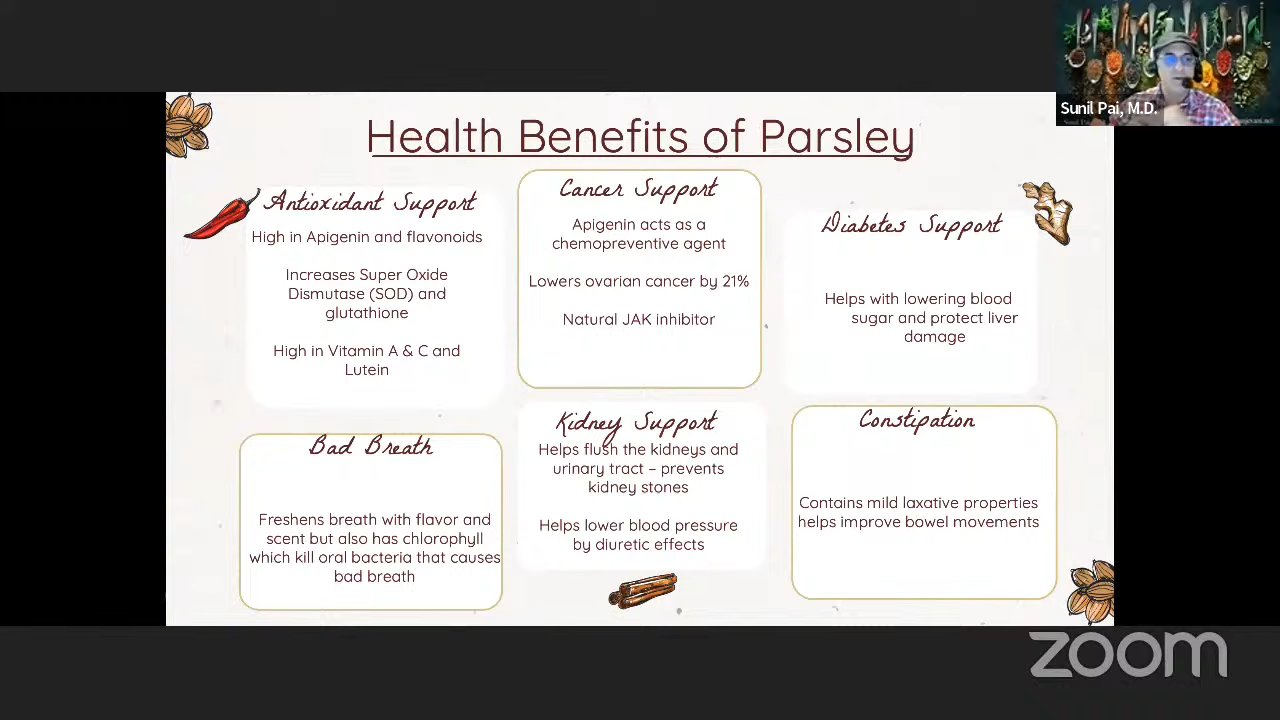 Sunil Pai, M.D.
Health Benefits of Parsley
Antioxidant Support
High in Apigenin and flavonoids
Increases Super Oxide
Dismutase (SOD) and
glutathione
High in Vitamin A & C and
Lutein
Cancer Support
Apigenin acts as a
chemopreventive agent
Lowers ovarian cancer by 21%
Natural JAK inhibitor
Diabetes Support
Helps with lowering blood
sugar and protect liver
damage
Bad Breath
Freshens breath with flavor and
scent but also has chlorophyll
which kill oral bacteria that causes
bad breath
Kidney Support
Helps flush the kidneys and
urinary tract – prevents
kidney stones
Helps lower blood pressure
by diuretic effects
Constipation
Contains mild laxative properties
helps improve bowel movements
zoom